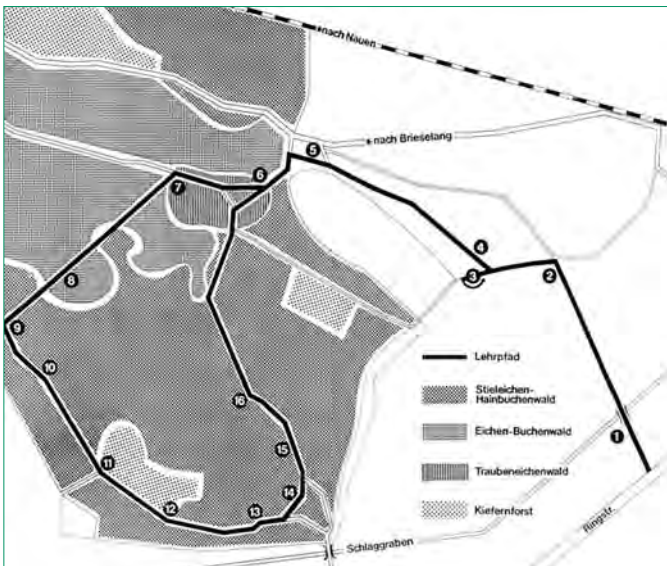 nach Nauen
nach Brieselang
5
6
7
4
3
2
8
9
10
Lehrpfad
Stieleichen-
Hainbuchenwald
16
1
Eichen-Buchenwald
15
11
Traubeneichenwald
14
12
13
Kiefernforst
Ringstr.
Schlaggraben